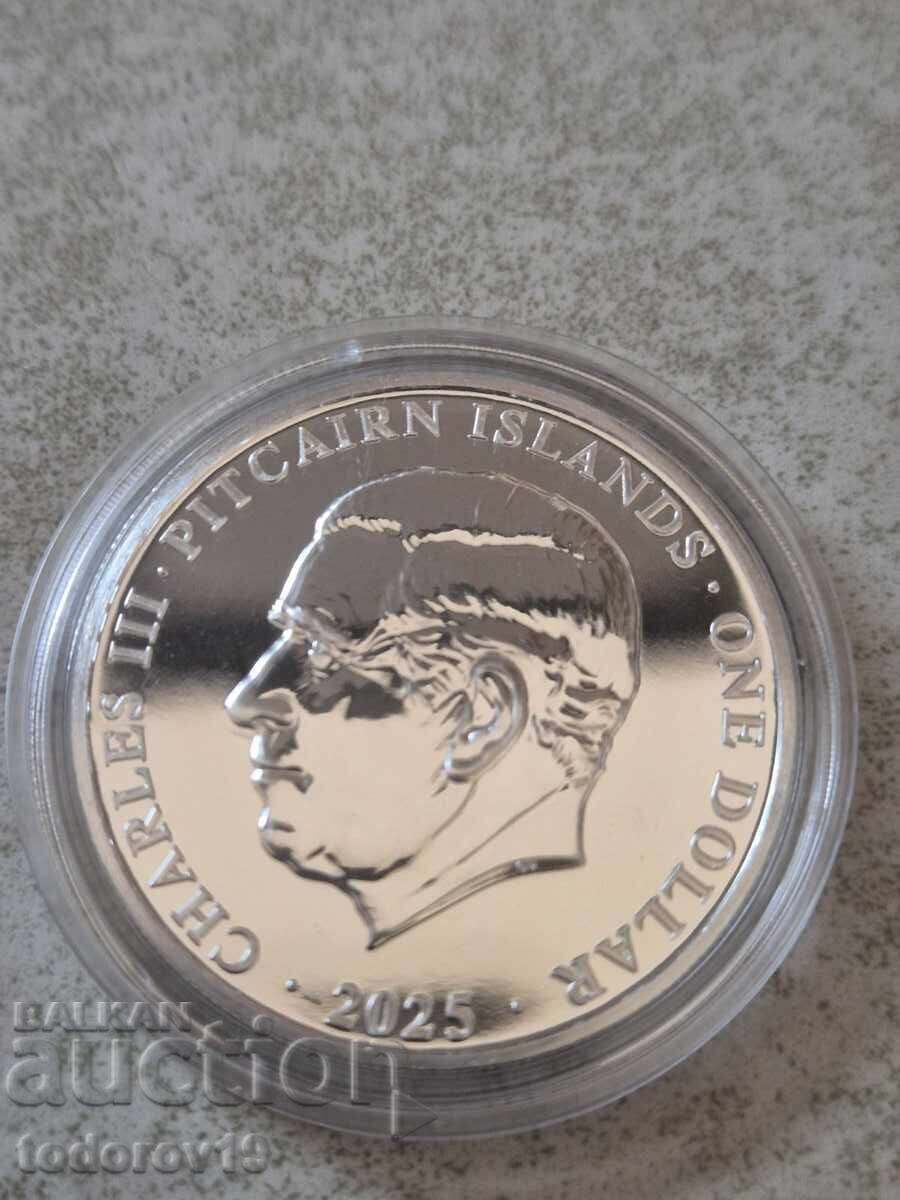 CHARLES III · PITCAIRN ISLANDS · ONE DOLLAR
· 2025 ·
BALKAN
auction
todorov19